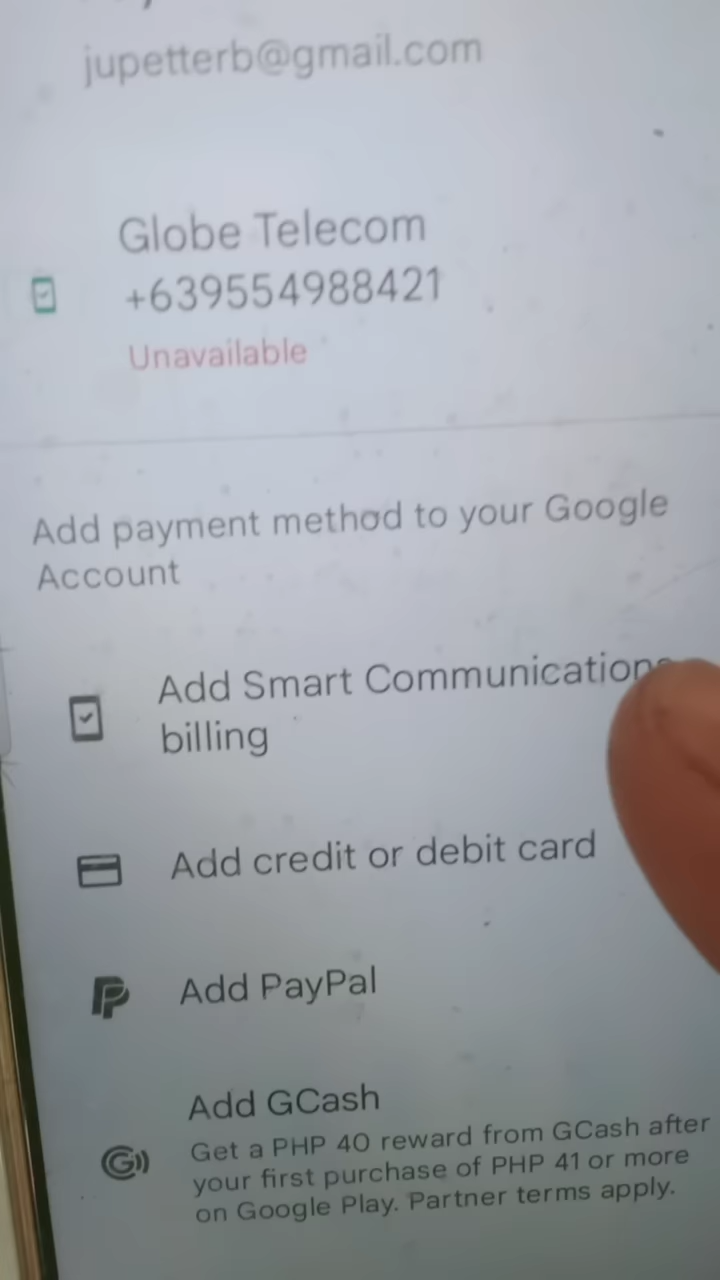 jupetterb@gmail.com
Globe Telecom
+639554988421
Unavailable
Add payment method to your Google
Account
Add Smart Communications
billing
Add credit or debit card
Add PayPal
Add GCash
Get a PHP 40 reward from GCash after
your first purchase of PHP 41 or more
on Google Play. Partner terms apply.